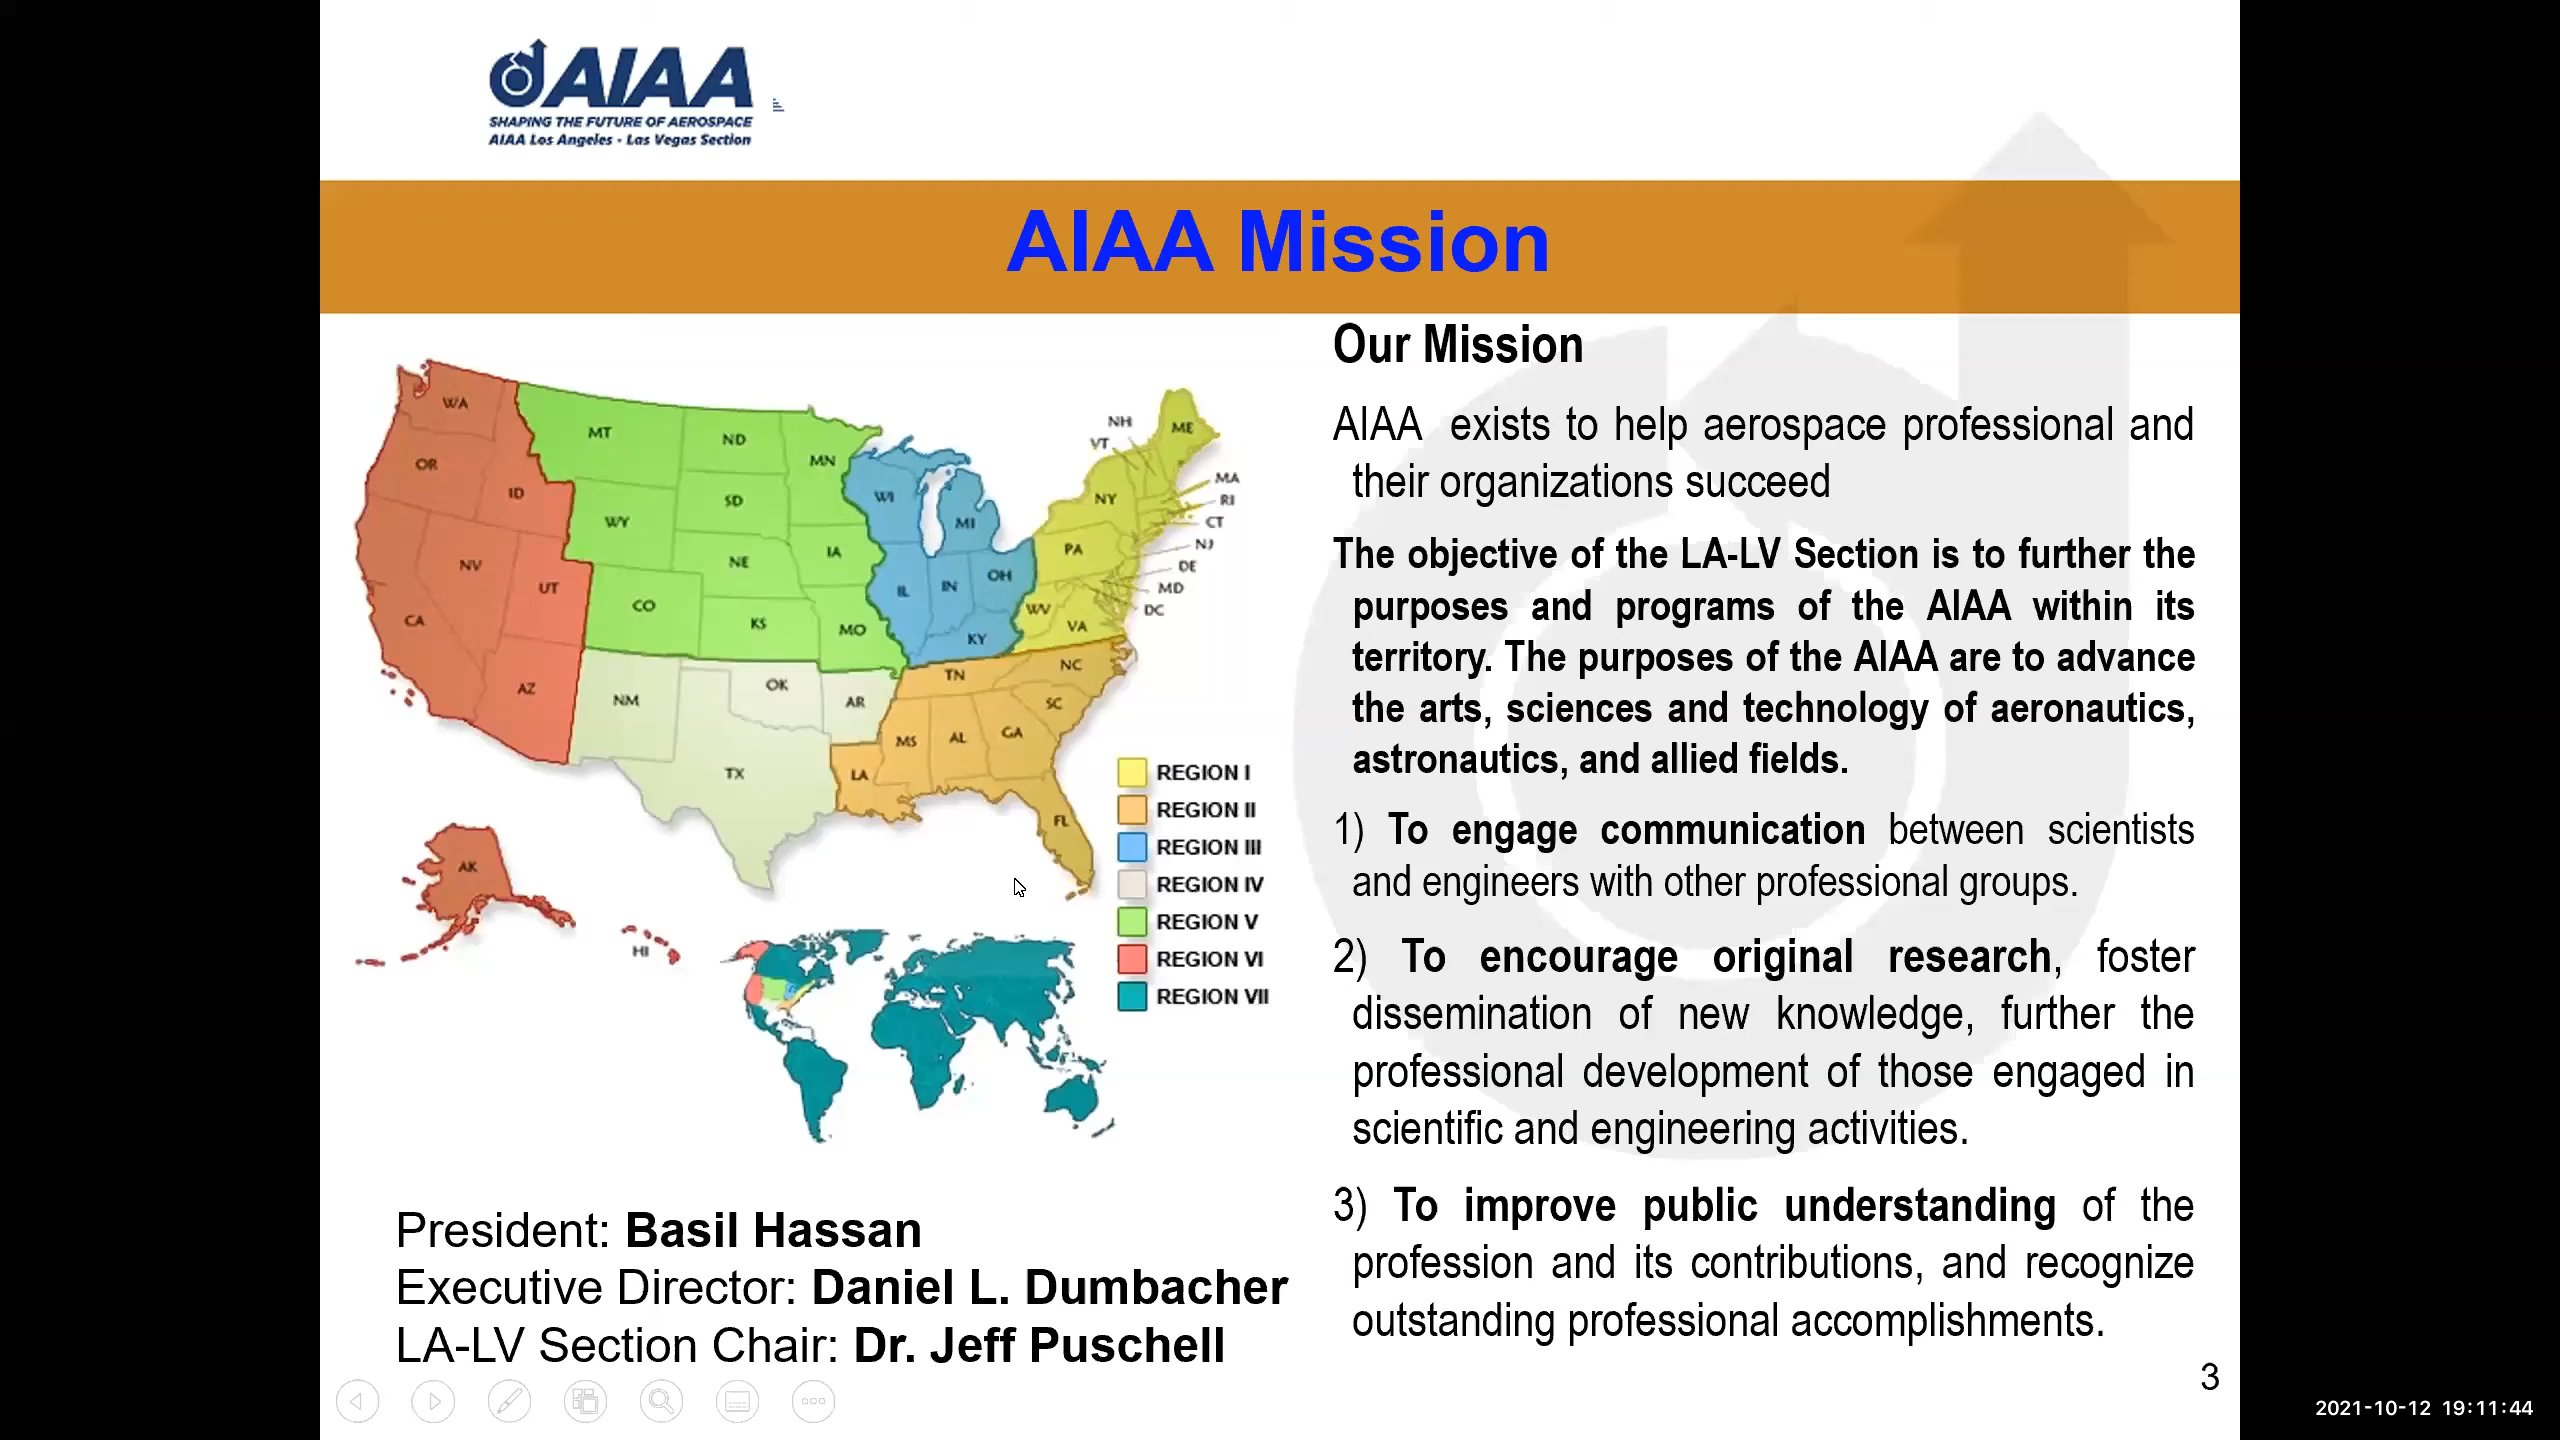 AIAA
SHAPING THE FUTURE OF AEROSPACE
AIAA Los Angeles - Las Vegas Section
AIAA Mission
WA
OR
ID
NV
UT
CA
AZ
MT
ND
MN
WY
SD
NE
IA
CO
KS
MO
WI
MI
IL
IN
OH
KY
NH
VT
ME
NY
MA
RI
CT
NJ
PA
DE
MD
DC
WV
VA
NM
OK
AR
TX
TN
NC
SC
MS
AL
GA
LA
FL
AK
HI
REGION I
REGION II
REGION III
REGION IV
REGION V
REGION VI
REGION VII
President: Basil Hassan
Executive Director: Daniel L. Dumbacher
LA-LV Section Chair: Dr. Jeff Puschell
Our Mission
AIAA exists to help aerospace professional and
their organizations succeed
The objective of the LA-LV Section is to further the
purposes and programs of the AIAA within its
territory. The purposes of the AIAA are to advance
the arts, sciences and technology of aeronautics,
astronautics, and allied fields.
1) To engage communication between scientists
and engineers with other professional groups.
2) To encourage original research, foster
dissemination of new knowledge, further the
professional development of those engaged in
scientific and engineering activities.
3) To improve public understanding of the
profession and its contributions, and recognize
outstanding professional accomplishments.
3
2021-10-12 19:11:44